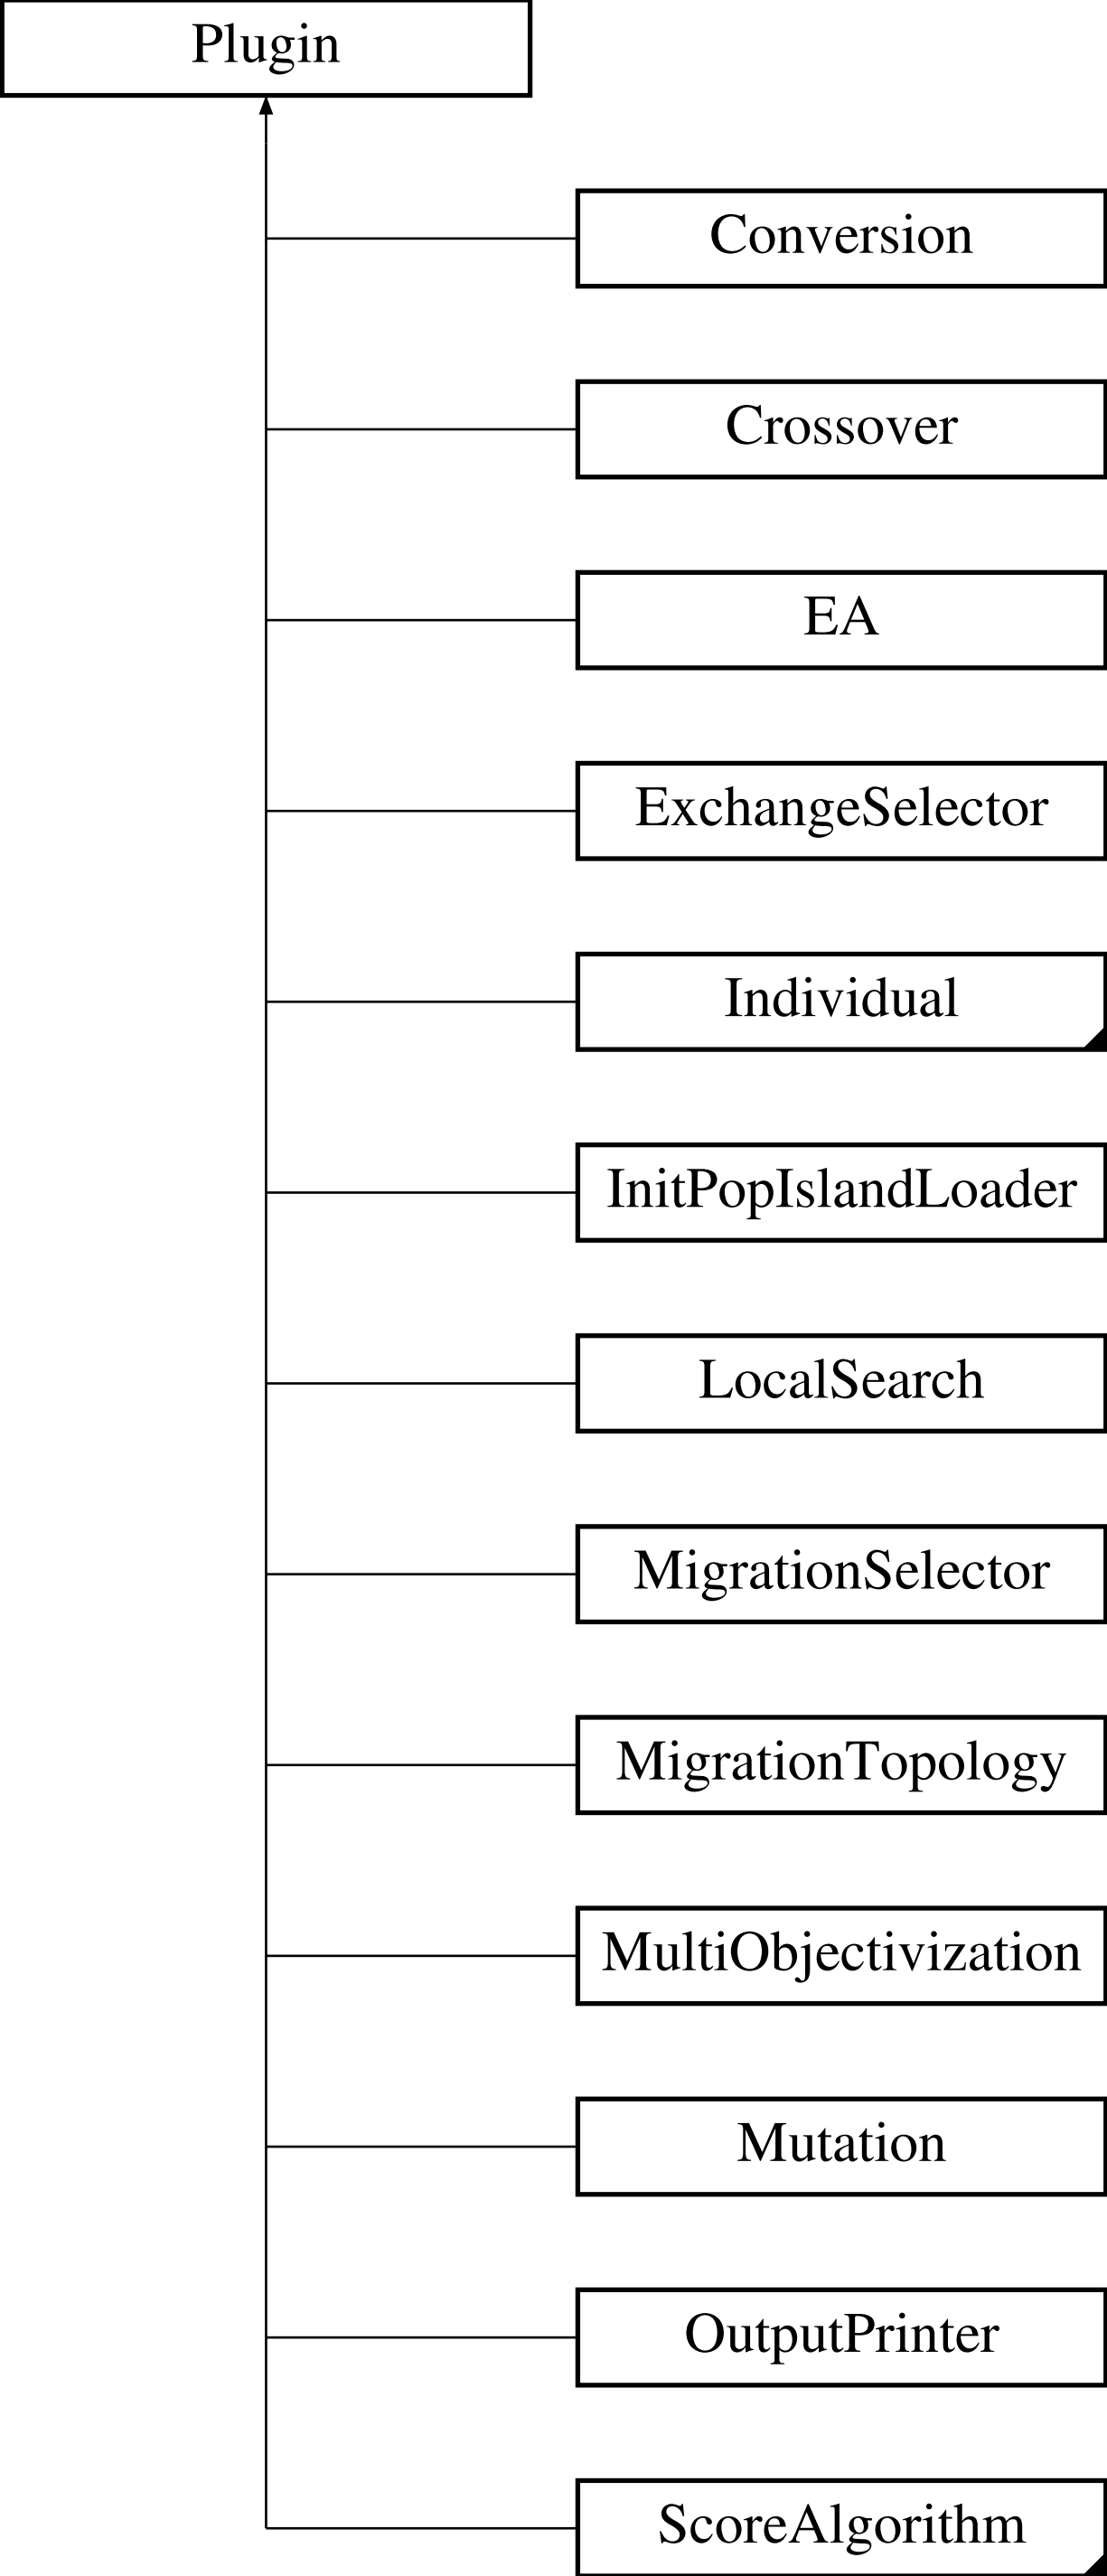 Plugin
Conversion
Crossover
EA
ExchangeSelector
Individual
InitPopIslandLoader
LocalSearch
MigrationSelector
MigrationTopology
MultiObjectivization
Mutation
OutputPrinter
ScoreAlgorithm